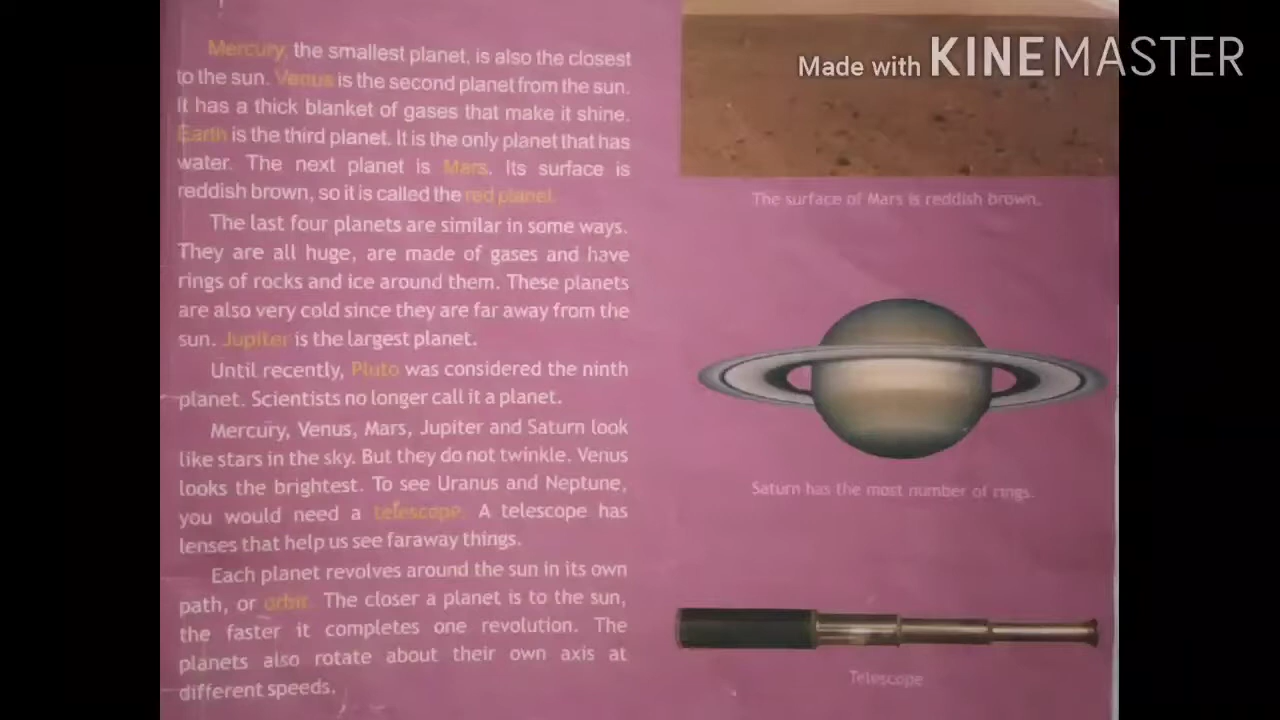 Mercury, the smallest planet, is also the closest
to the sun. Venus is the second planet from the sun.
It has a thick blanket of gases that make it shine.
Earth is the third planet. It is the only planet that has
water. The next planet is Mars. Its surface is
reddish brown, so it is called the red planet.
The last four planets are similar in some ways.
They are all huge, are made of gases and have
rings of rocks and ice around them. These planets
are also very cold since they are far away from the
sun. Jupiter is the largest planet.
Until recently, Pluto was considered the ninth
planet. Scientists no longer call it a planet.
Mercury, Venus, Mars, Jupiter and Saturn look
like stars in the sky. But they do not twinkle. Venus
looks the brightest. To see Uranus and Neptune,
you would need a telescope. A telescope has
lenses that help us see faraway things.
Each planet revolves around the sun in its own
path, or orbit. The closer a planet is to the sun,
the faster it completes one revolution. The
planets also rotate about their own axis at
different speeds.
Made with KINEMASTER
The surface of Mars is reddish brown.
Saturn has the most number of rings.
Telescope